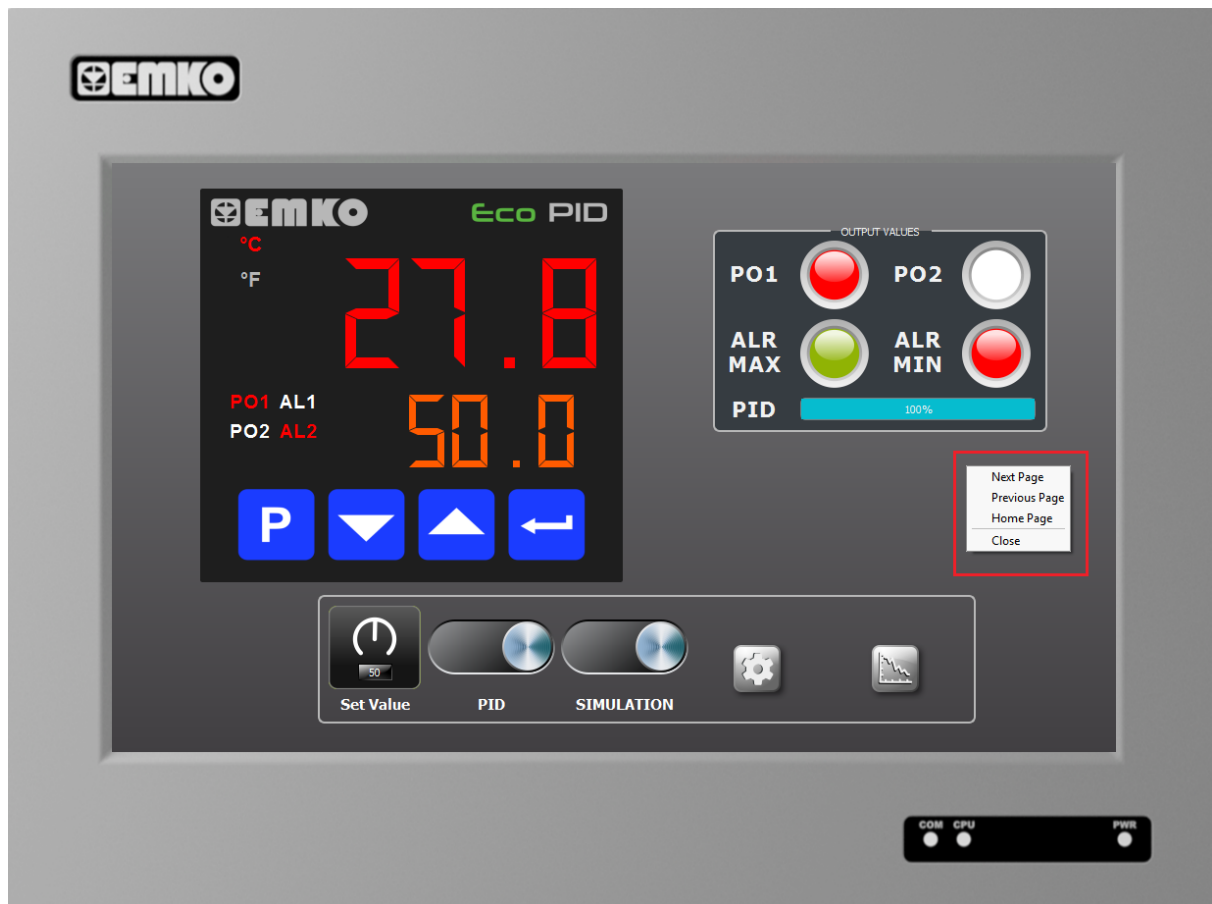 EMKO
EMKO Eco PID
°C
°F
27.8
PO1 AL1
PO2 AL2
50.0
P
OUTPUT VALUES
PO1 PO2
ALR MAX
ALR MIN
PID 100%
Next Page
Previous Page
Home Page
Close
50
Set Value PID SIMULATION
COM CPU PWR